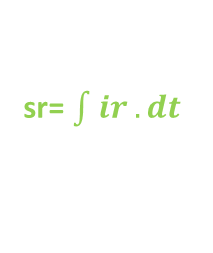 sr= ∫ ir . dt